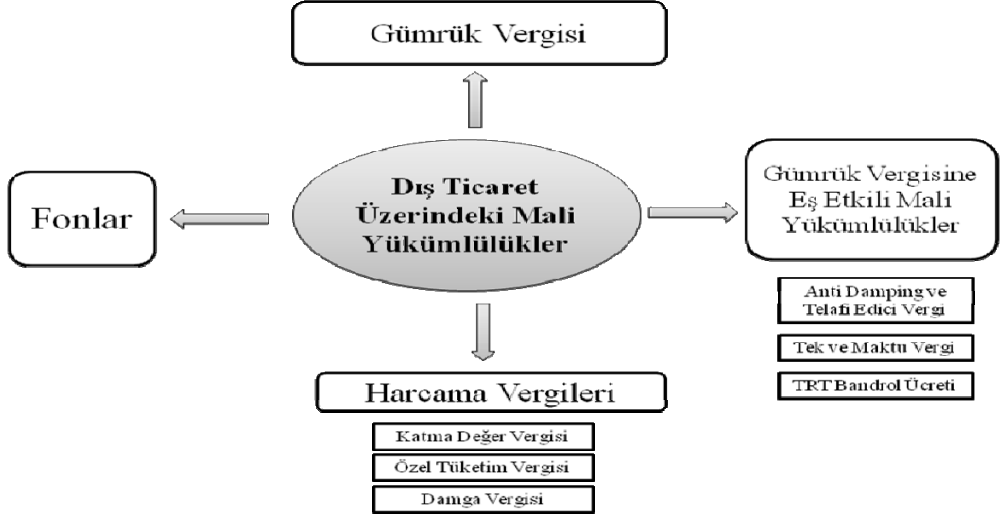 Gümrük Vergisi
Fonlar
Dış Ticaret
Üzerindeki Mali
Yükümlülükler
Gümrük Vergisine
Eş Etkili Mali
Yükümlülükler
Anti Damping ve
Telafi Edici Vergi
Tek ve Maktu Vergi
TRT Bandrol Ücreti
Harcama Vergileri
Katma Değer Vergisi
Özel Tüketim Vergisi
Damga Vergisi